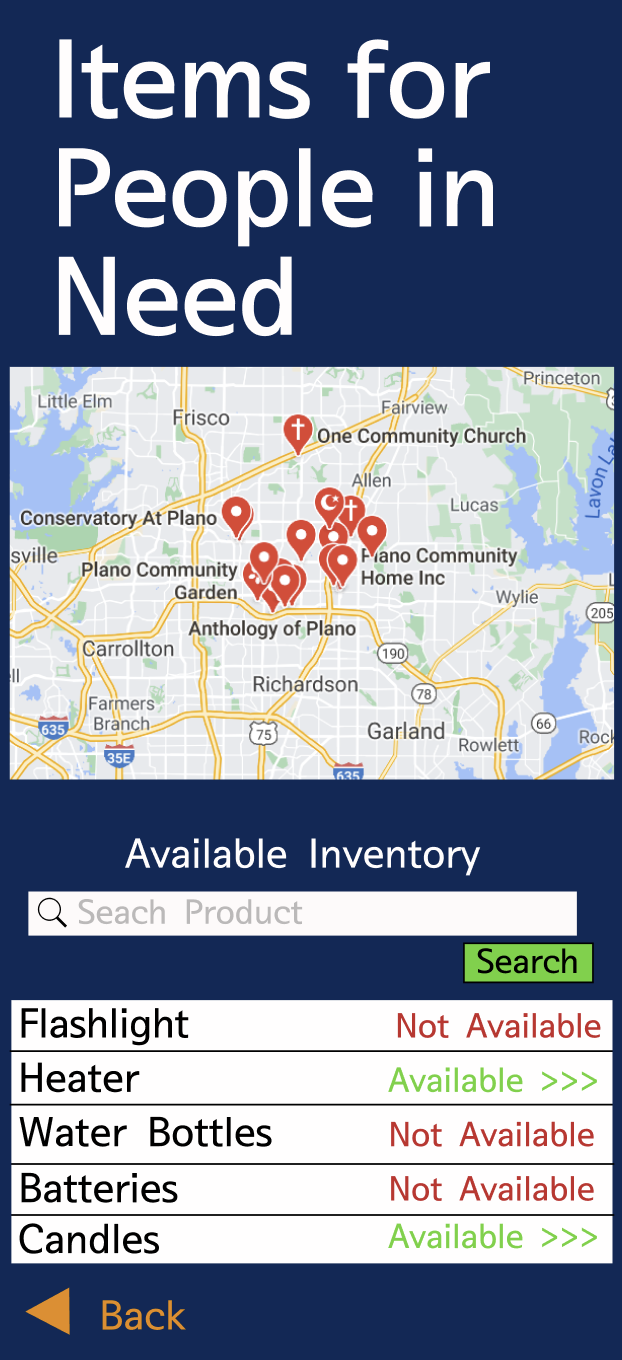 Items for
People in
Need
Princeton
Little Elm
Fairview
Frisco
One Community Church
Allen
Lavon
Lucas
Conservatory At Plano
sville
Plano Community
Home Inc
Plano Community
Garden
Wylie
205
Anthology of Plano
Carrollton
190
ll
Richardson
78
Farmers
Branch
66
635
75
Garland
Rowlett
Rock
35E
635
Available Inventory
Seach Product
Search
Flashlight Not Available
Heater Available >>>
Water Bottles Not Available
Batteries Not Available
Candles Available >>>
Back